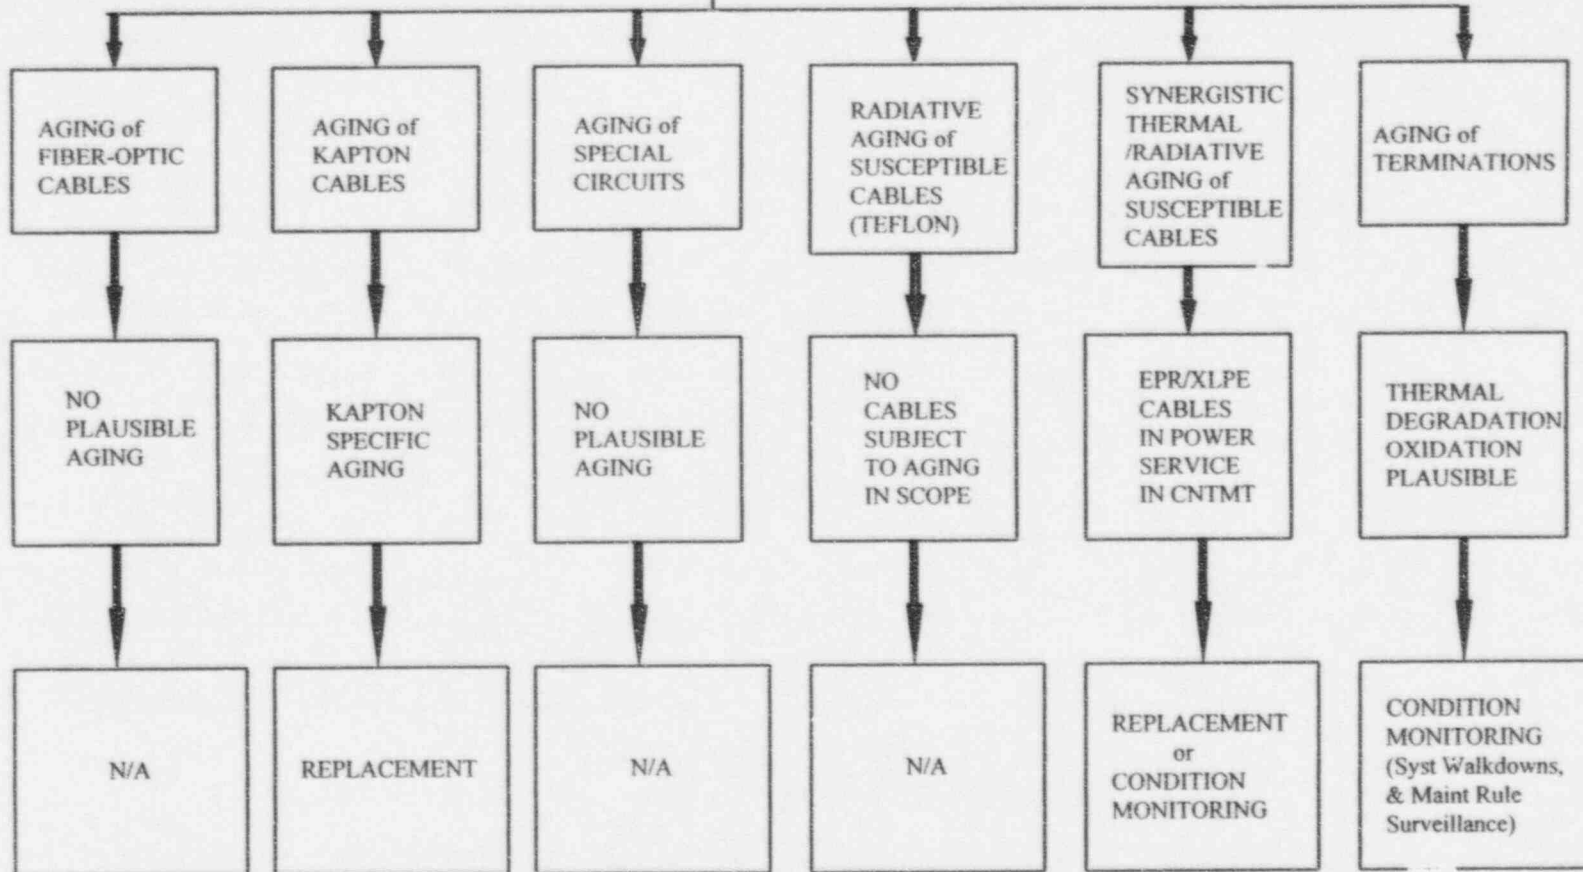 AGING of
FIBER-OPTIC
CABLES
AGING of
KAPTON
CABLES
AGING of
SPECIAL
CIRCUITS
RADIATIVE
AGING of
SUSCEPTIBLE
CABLES
(TEFLON)
SYNERGISTIC
THERMAL
/RADIATIVE
AGING of
SUSCEPTIBLE
CABLES
AGING of
TERMINATIONS
NO
PLAUSIBLE
AGING
KAPTON
SPECIFIC
AGING
NO
PLAUSIBLE
AGING
NO
CABLES
SUBJECT
TO AGING
IN SCOPE
EPR/XLPE
CABLES
IN POWER
SERVICE
IN CNTMT
THERMAL
DEGRADATION,
OXIDATION
PLAUSIBLE
N/A
REPLACEMENT
N/A
N/A
REPLACEMENT
or
CONDITION
MONITORING
CONDITION
MONITORING
(Syst Walkdowns,
& Maint Rule
Surveillance)